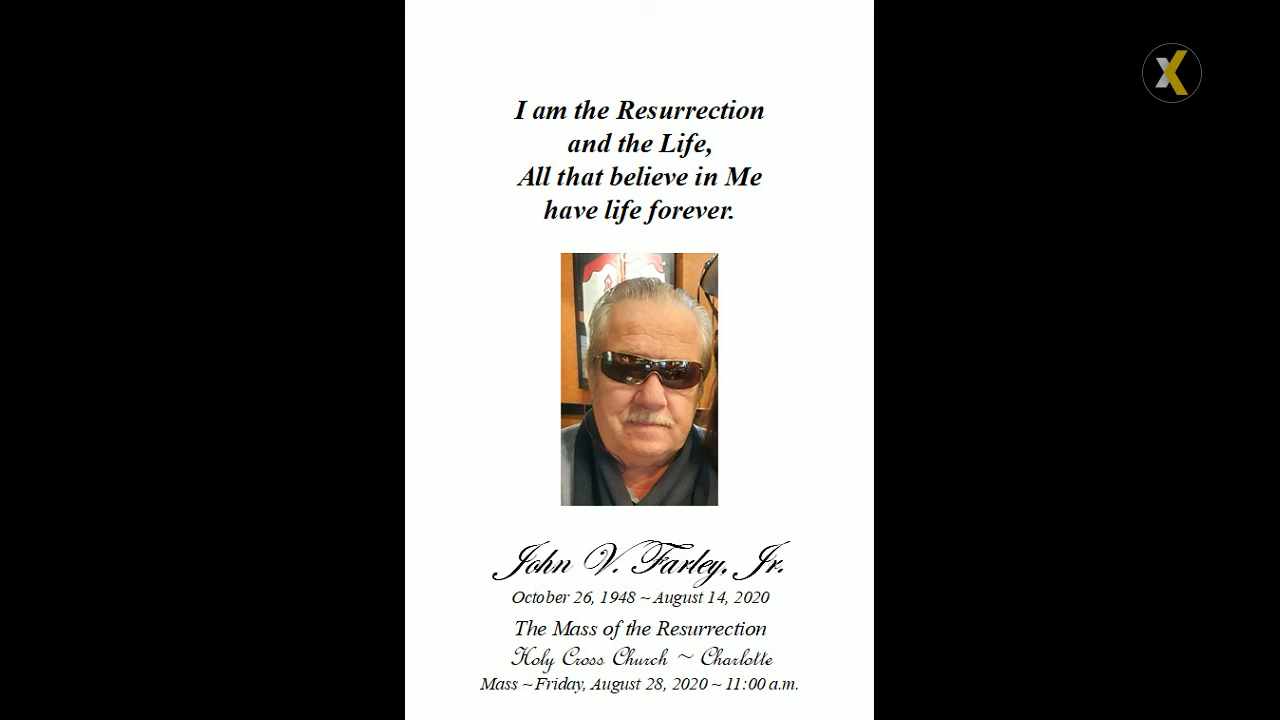 I am the Resurrection
and the Life,
All that believe in Me
have life forever.
John V. Farley, Jr.
October 26, 1948 ~ August 14, 2020
The Mass of the Resurrection
Holy Cross Church ~ Charlotte
Mass ~ Friday, August 28, 2020 ~ 11:00 a.m.